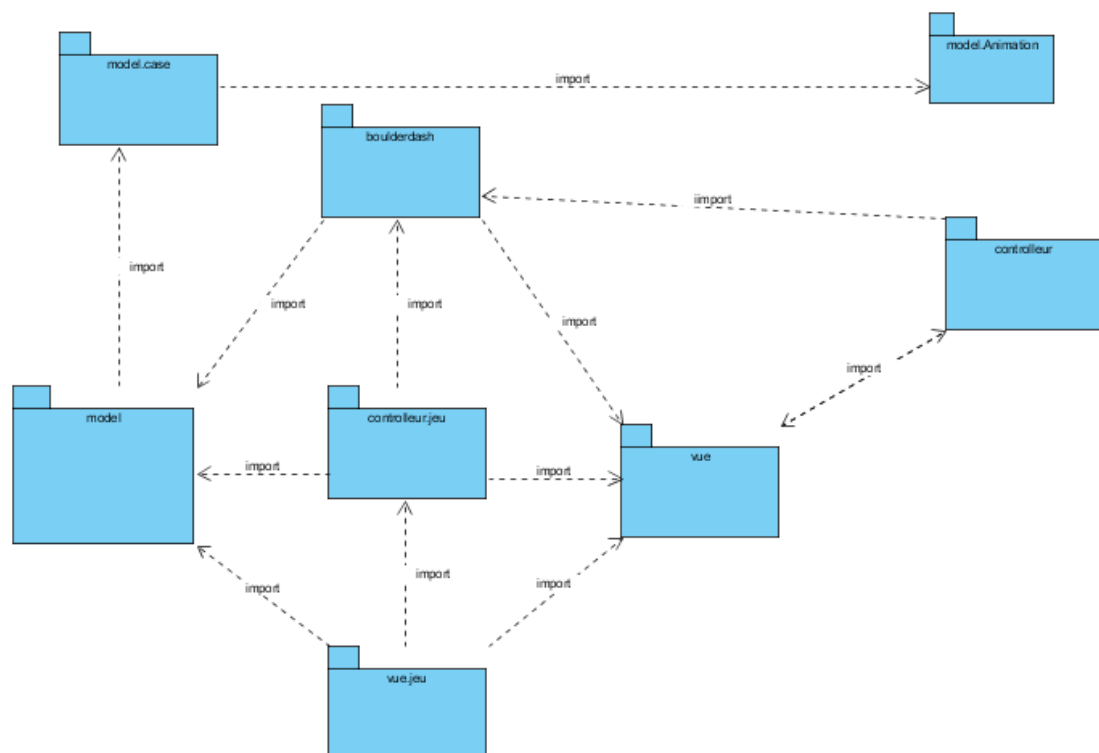 model.Animation
model.case
import
boulderdash
iimport
controlleur
import
import
import
import
import
model
controlleur.jeu
vue
import
import
import
import
import
vue.jeu